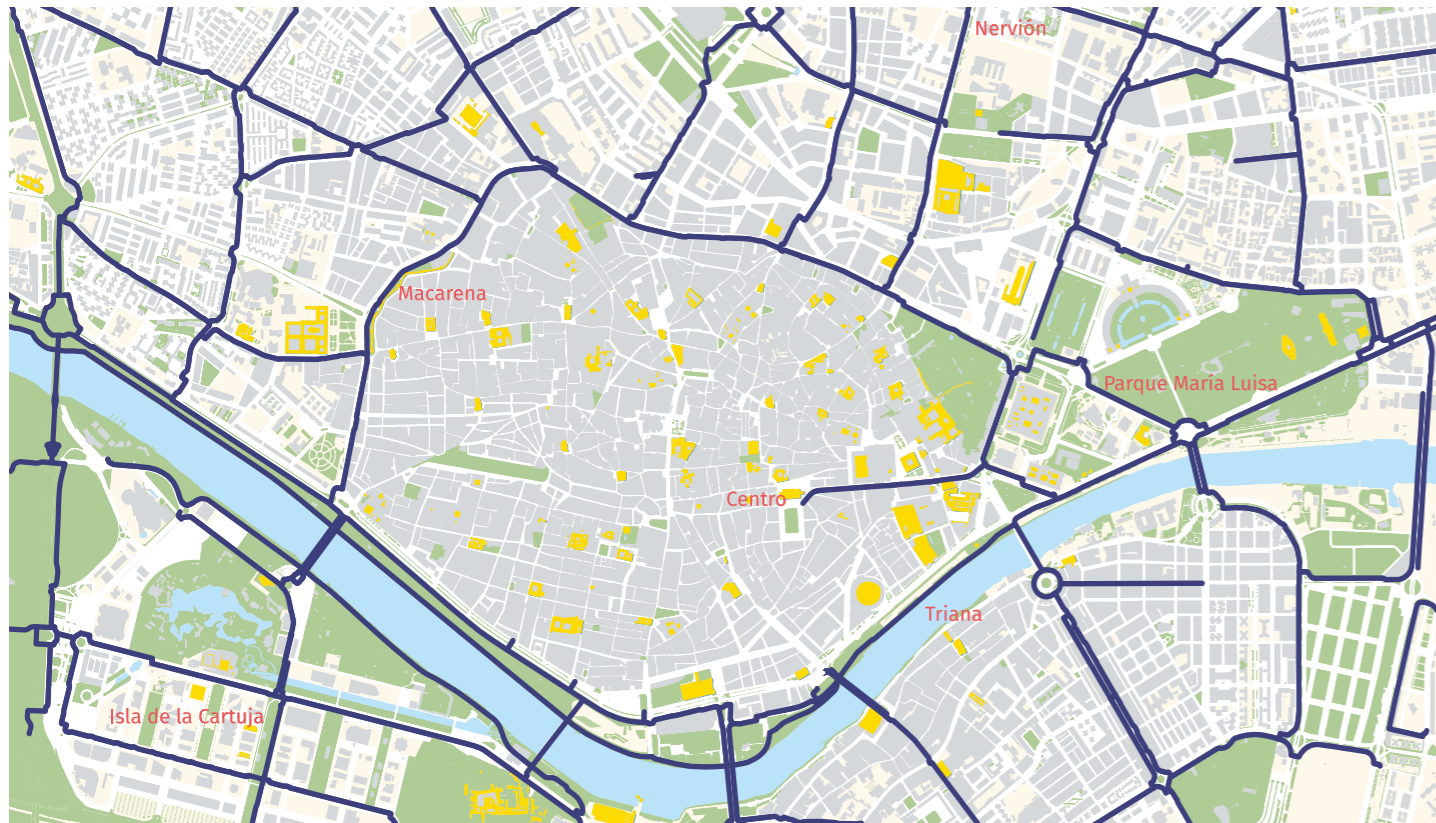 Nervión
Macarena
Parque María Luisa
Centro
Triana
Isla de la Cartuja